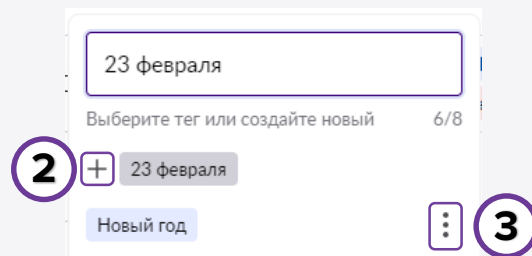 23 февраля
Выберите тег или создайте новый 6/8
2 + 23 февраля
Новый год
3